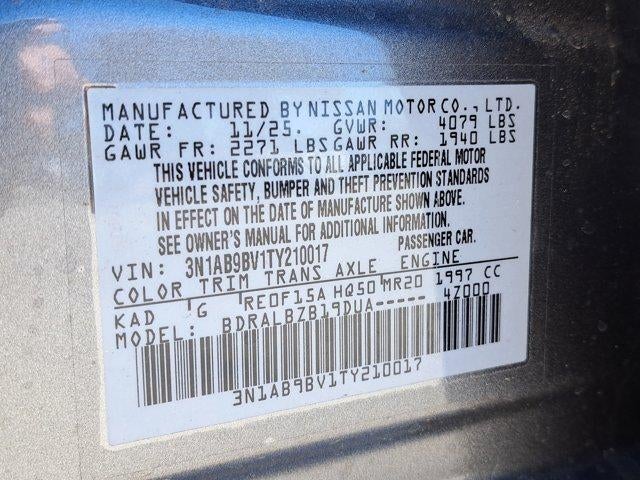 MANUFACTURED BY NISSAN MOTOR CO., LTD.
DATE: 11/25. GVWR: 4079 LBS
GAWR FR: 2271 LBS GAWR RR: 1940 LBS
THIS VEHICLE CONFORMS TO ALL APPLICABLE FEDERAL MOTOR
VEHICLE SAFETY, BUMPER AND THEFT PREVENTION STANDARDS
IN EFFECT ON THE DATE OF MANUFACTURE SHOWN ABOVE.
SEE OWNER'S MANUAL FOR ADDITIONAL INFORMATION.
VIN: 3N1AB9BV1TY210017 PASSENGER CAR.
COLOR TRIM TRANS AXLE ENGINE
KAD G RE0F15A HQ50 MR20 1997 CC
MODEL: BDRALBZB19DUA----- 4Z000
3N1AB9BV1TY210017